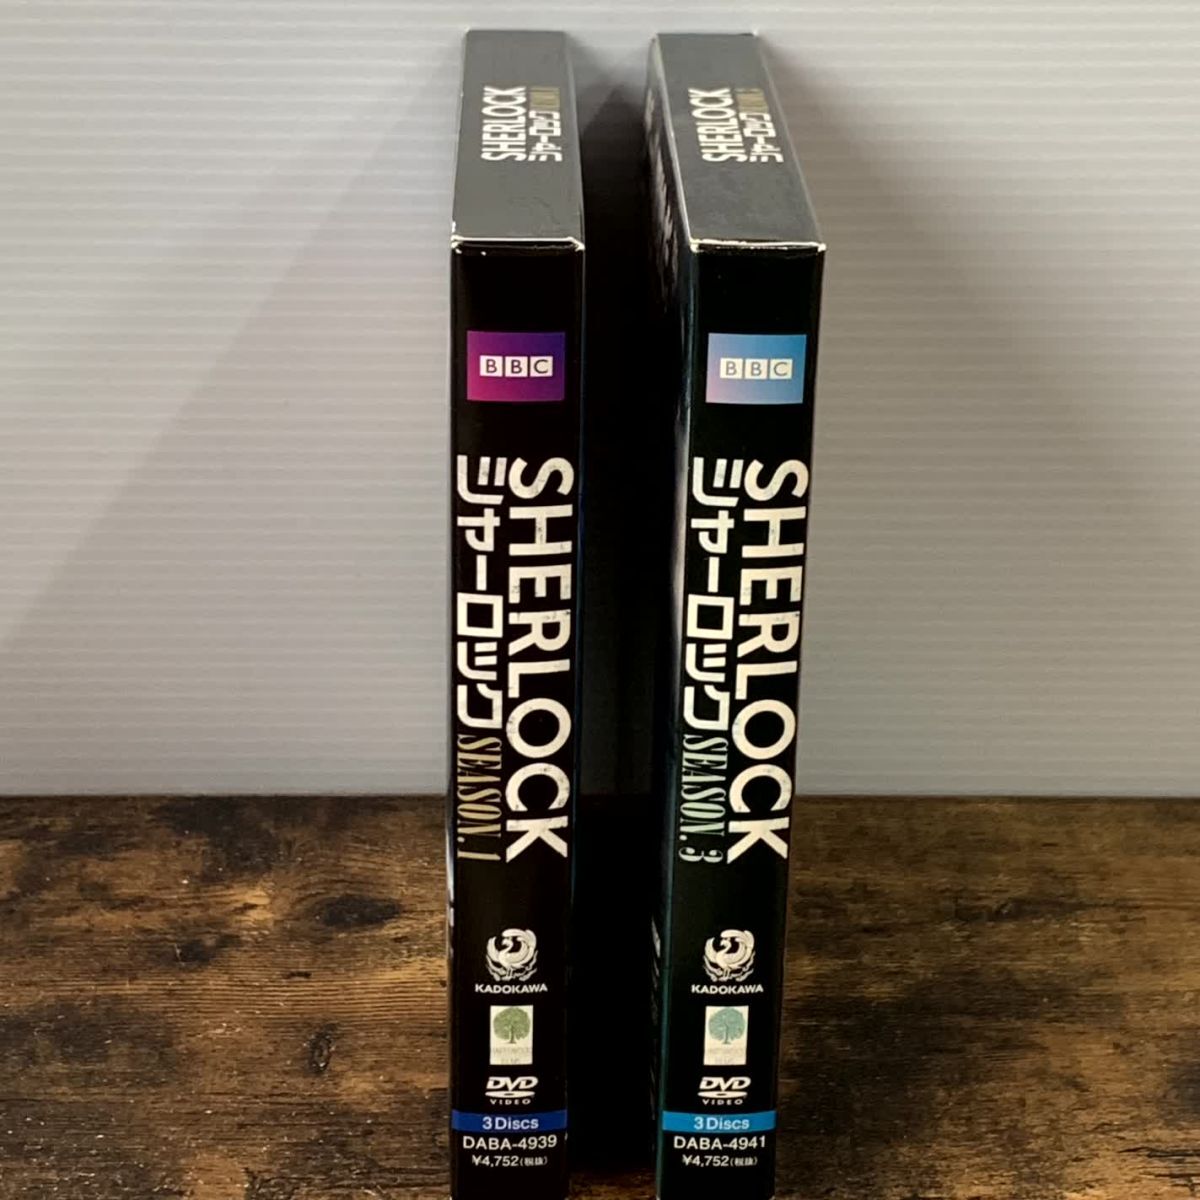 SHERLOCK
シャーロック
BBC
SHERLOCK
シャーロック SEASON.1
KADOKAWA
DVD
VIDEO
3 Discs
DABA-4939
¥4,752(税抜)
SHERLOCK
シャーロック
BBC
SHERLOCK
シャーロック SEASON.3
KADOKAWA
DVD
VIDEO
3 Discs
DABA-4941
¥4,752(税抜)